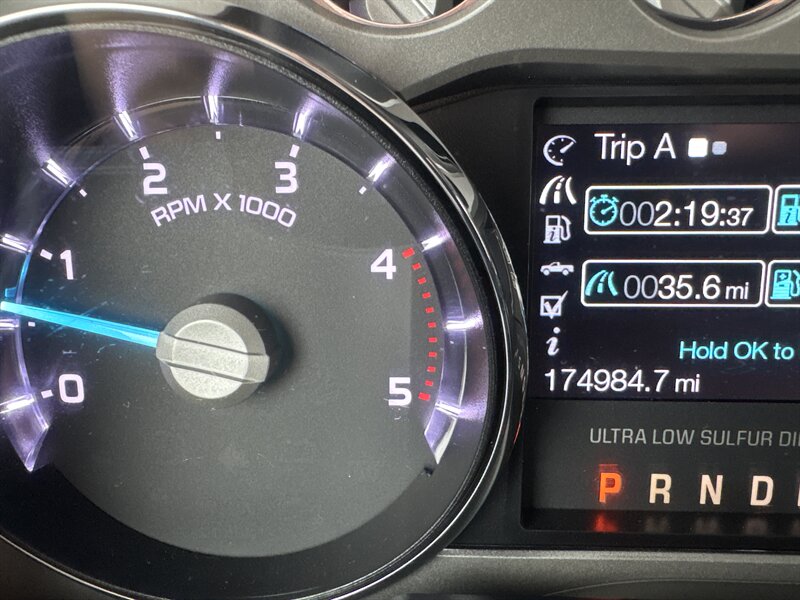 2 3
RPM X 1000
1 4
0 5
Trip A
002:19:37
0035.6 mi
Hold OK to
174984.7 mi
ULTRA LOW SULFUR
P R N D